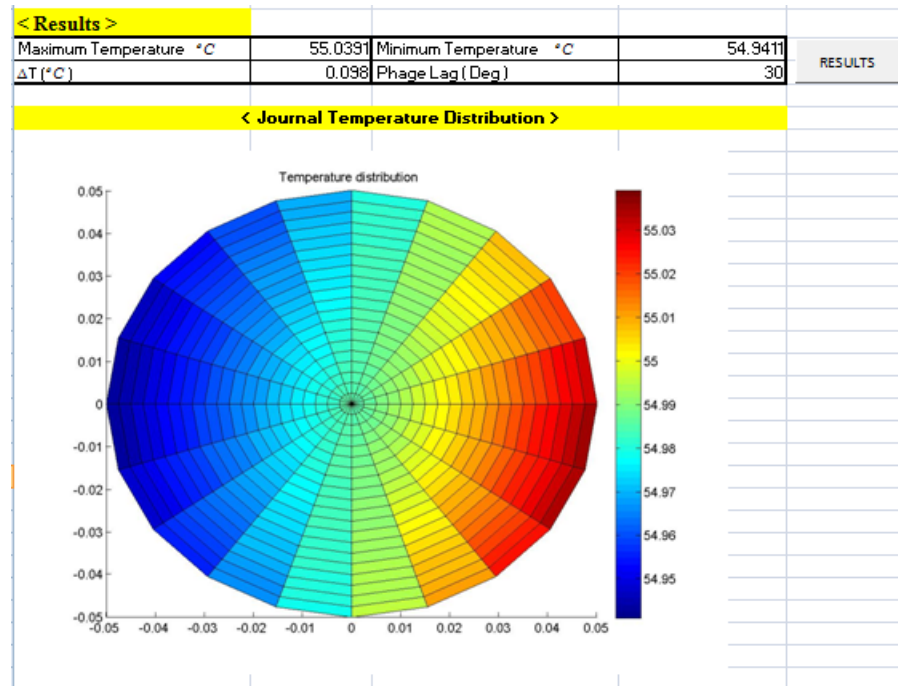 < Results >
Maximum Temperature °C 55.0391 Minimum Temperature °C 54.9411
ΔT (°C) 0.098 Phage Lag ( Deg ) 30
RESULTS
< Journal Temperature Distribution >
Temperature distribution
0.05
0.04
0.03
0.02
0.01
0
-0.01
-0.02
-0.03
-0.04
-0.05
-0.05 -0.04 -0.03 -0.02 -0.01 0 0.01 0.02 0.03 0.04 0.05
55.03
55.02
55.01
55
54.99
54.98
54.97
54.96
54.95